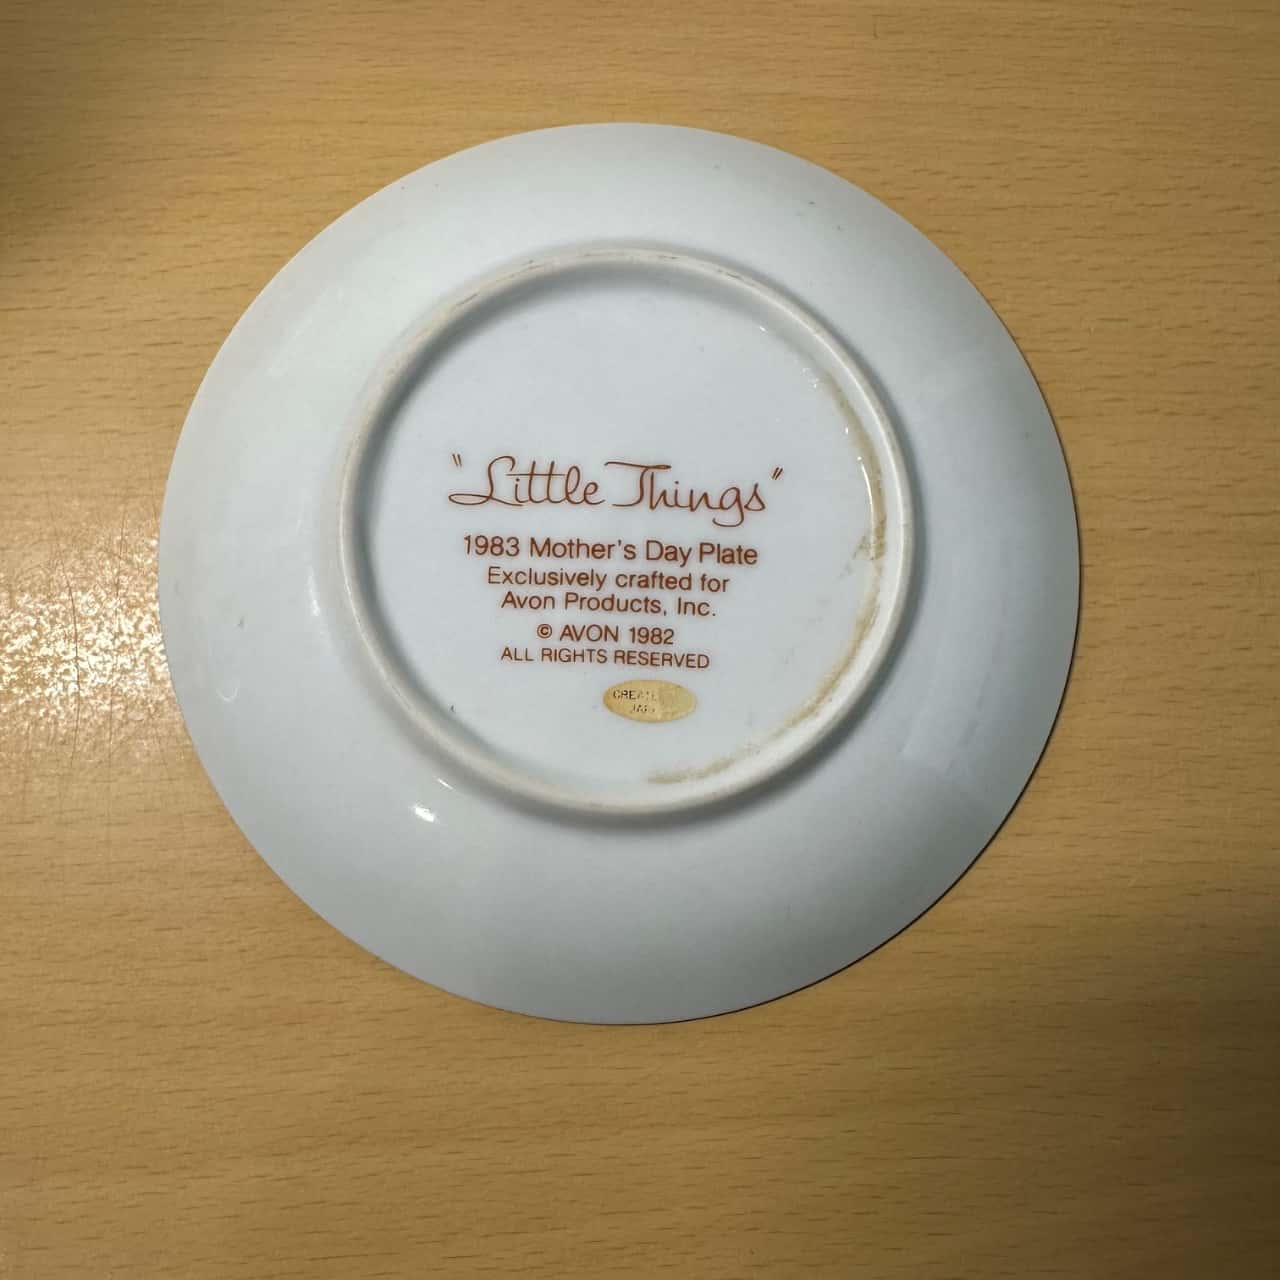 "Little Things"
1983 Mother's Day Plate
Exclusively crafted for
Avon Products, Inc.
© AVON 1982
ALL RIGHTS RESERVED